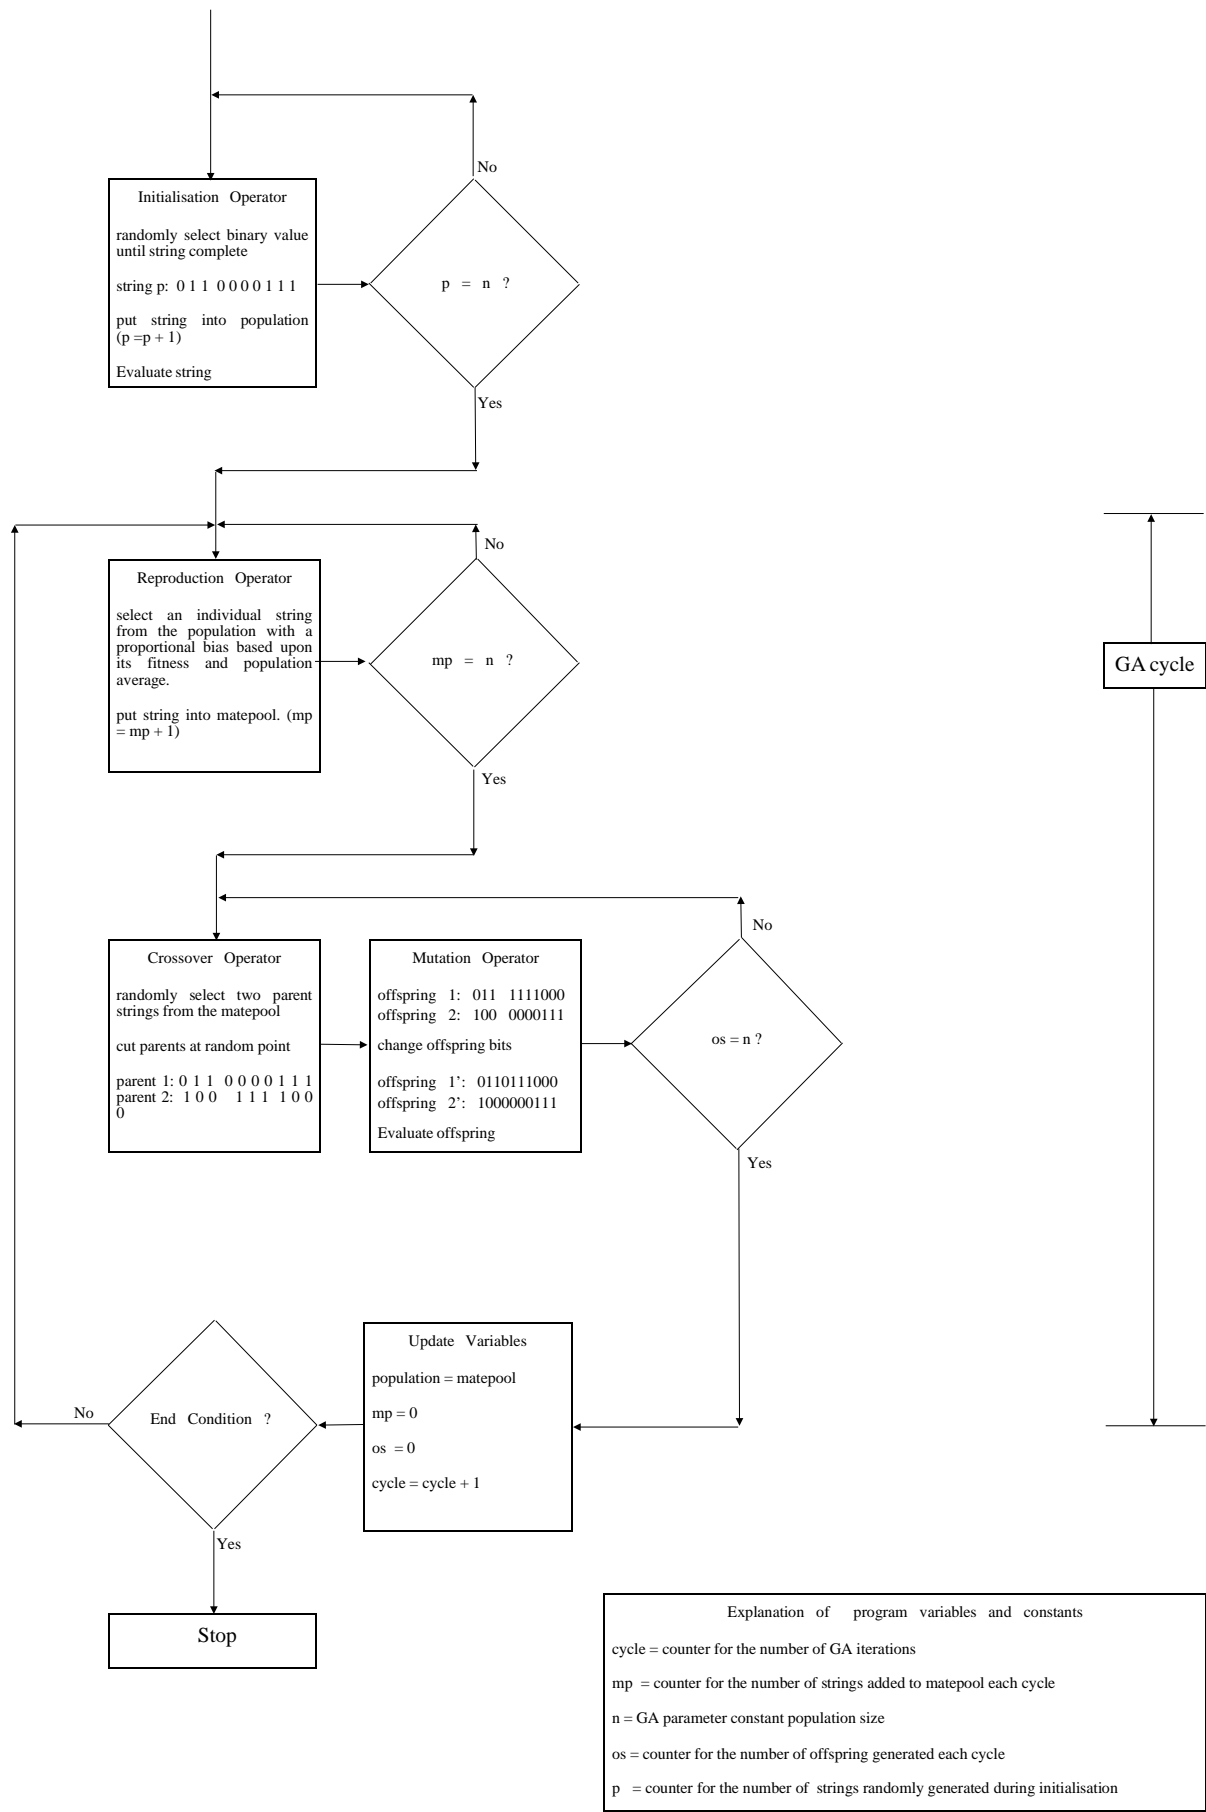 No
Initialisation Operator
randomly select binary value
until string complete
string p: 0 1 1 0 0 0 0 1 1 1
put string into population
(p =p + 1)
Evaluate string
p = n ?
Yes
No
Reproduction Operator
select an individual string
from the population with a
proportional bias based upon
its fitness and population
average.
put string into matepool. (mp
= mp + 1)
mp = n ?
GA cycle
Yes
No
Crossover Operator
randomly select two parent
strings from the matepool
cut parents at random point
parent 1: 0 1 1 0 0 0 0 1 1 1
parent 2: 1 0 0 1 1 1 1 0 0
0
Mutation Operator
offspring 1: 011 1111000
offspring 2: 100 0000111
change offspring bits
offspring 1’: 0110111000
offspring 2’: 1000000111
Evaluate offspring
os = n ?
Yes
Update Variables
population = matepool
mp = 0
os = 0
cycle = cycle + 1
No
End Condition ?
Yes
Stop
Explanation of program variables and constants
cycle = counter for the number of GA iterations
mp = counter for the number of strings added to matepool each cycle
n = GA parameter constant population size
os = counter for the number of offspring generated each cycle
p = counter for the number of strings randomly generated during initialisation